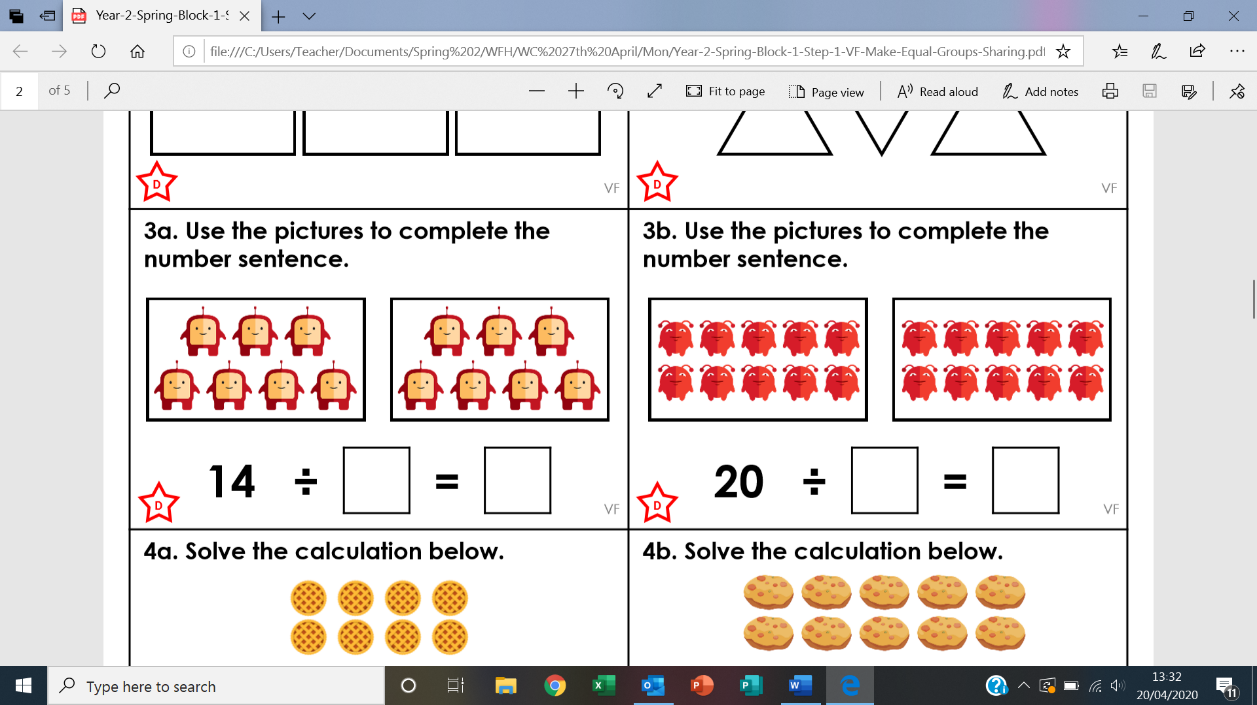 Year-2-Spring-Block-1-S
file:///C:/Users/Teacher/Documents/Spring%202/WFH/WC%2027th%20April/Mon/Year-2-Spring-Block-1-Step-1-VF-Make-Equal-Groups-Sharing.pdf
2 of 5
Fit to page
Page view
Read aloud
Add notes
D VF
D VF
3a. Use the pictures to complete the
number sentence.
14 ÷ =
D VF
3b. Use the pictures to complete the
number sentence.
20 ÷ =
D VF
4a. Solve the calculation below.
4b. Solve the calculation below.
Type here to search
13:32
20/04/2020
11